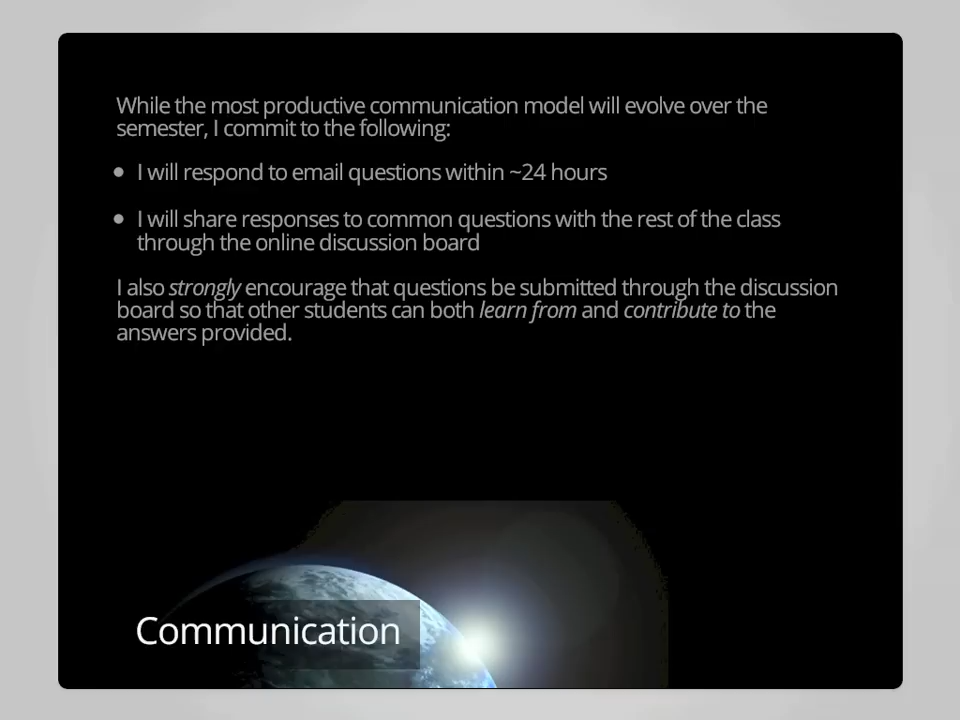 While the most productive communication model will evolve over the
semester, I commit to the following:
• I will respond to email questions within ~24 hours
• I will share responses to common questions with the rest of the class
through the online discussion board
I also strongly encourage that questions be submitted through the discussion
board so that other students can both learn from and contribute to the
answers provided.
Communication